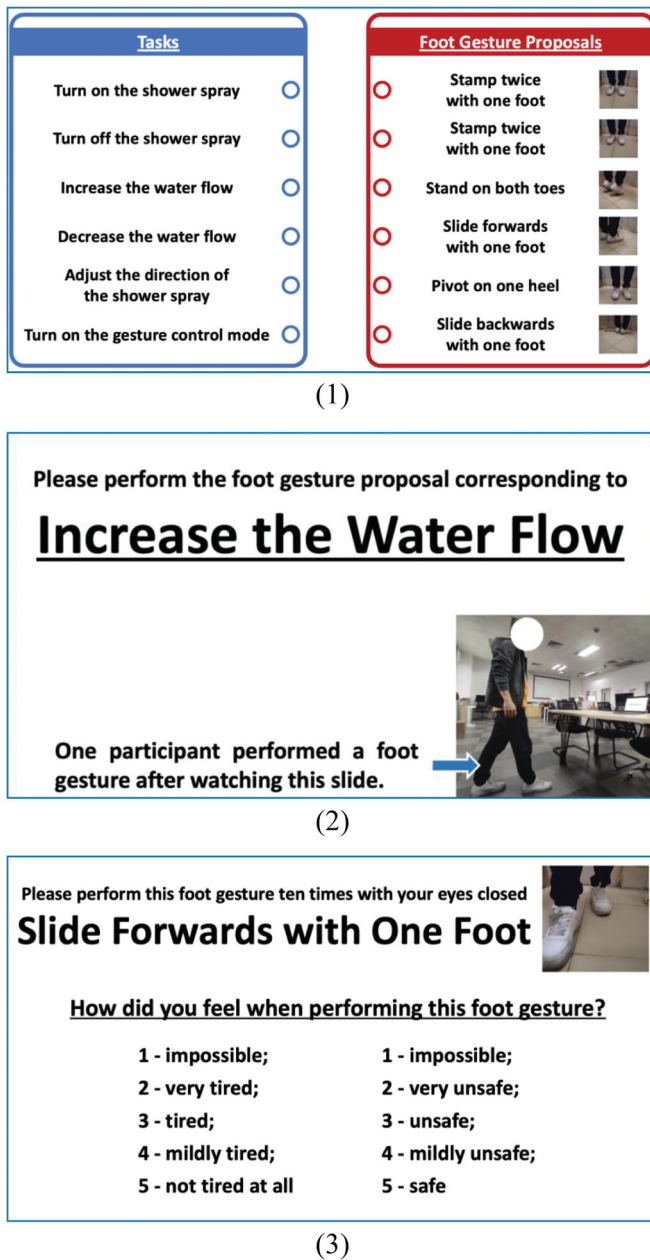 Tasks
Turn on the shower spray
Turn off the shower spray
Increase the water flow
Decrease the water flow
Adjust the direction of
the shower spray
Turn on the gesture control mode
Foot Gesture Proposals
Stamp twice
with one foot
Stamp twice
with one foot
Stand on both toes
Slide forwards
with one foot
Pivot on one heel
Slide backwards
with one foot
(1)
Please perform the foot gesture proposal corresponding to
Increase the Water Flow
One participant performed a foot
gesture after watching this slide.
(2)
Please perform this foot gesture ten times with your eyes closed
Slide Forwards with One Foot
How did you feel when performing this foot gesture?
1 - impossible;
2 - very tired;
3 - tired;
4 - mildly tired;
5 - not tired at all
1 - impossible;
2 - very unsafe;
3 - unsafe;
4 - mildly unsafe;
5 - safe
(3)